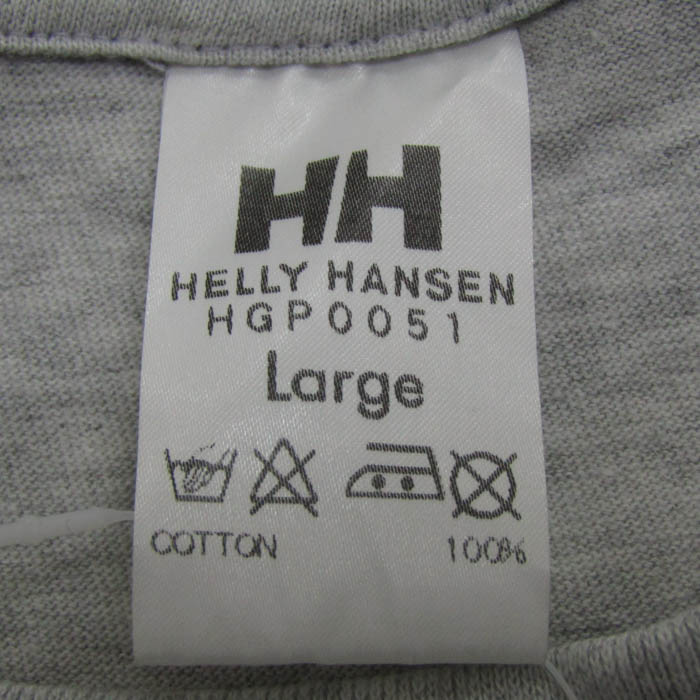 HH
HELLY HANSEN
HGP0051
Large
COTTON 100%